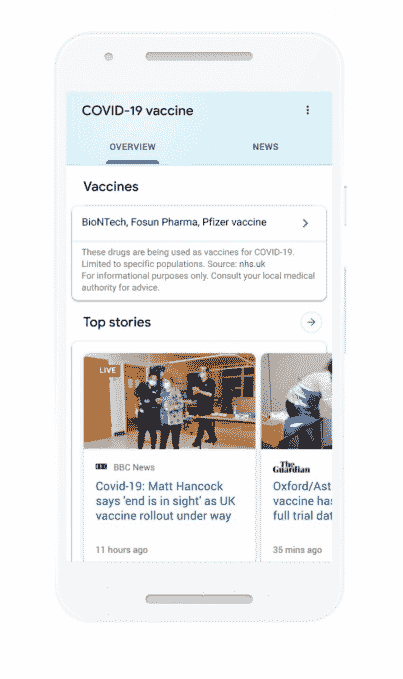 COVID-19 vaccine
OVERVIEW
NEWS
Vaccines
BioNTech, Fosun Pharma, Pfizer vaccine
These drugs are being used as vaccines for COVID-19.
Limited to specific populations. Source: nhs.uk
For informational purposes only. Consult your local medical
authority for advice.
Top stories
LIVE
BBC News
Covid-19: Matt Hancock
says 'end is in sight' as UK
vaccine rollout under way
11 hours ago
The
Guardian
Oxford/Ast
vaccine has
full trial dat
35 mins ago